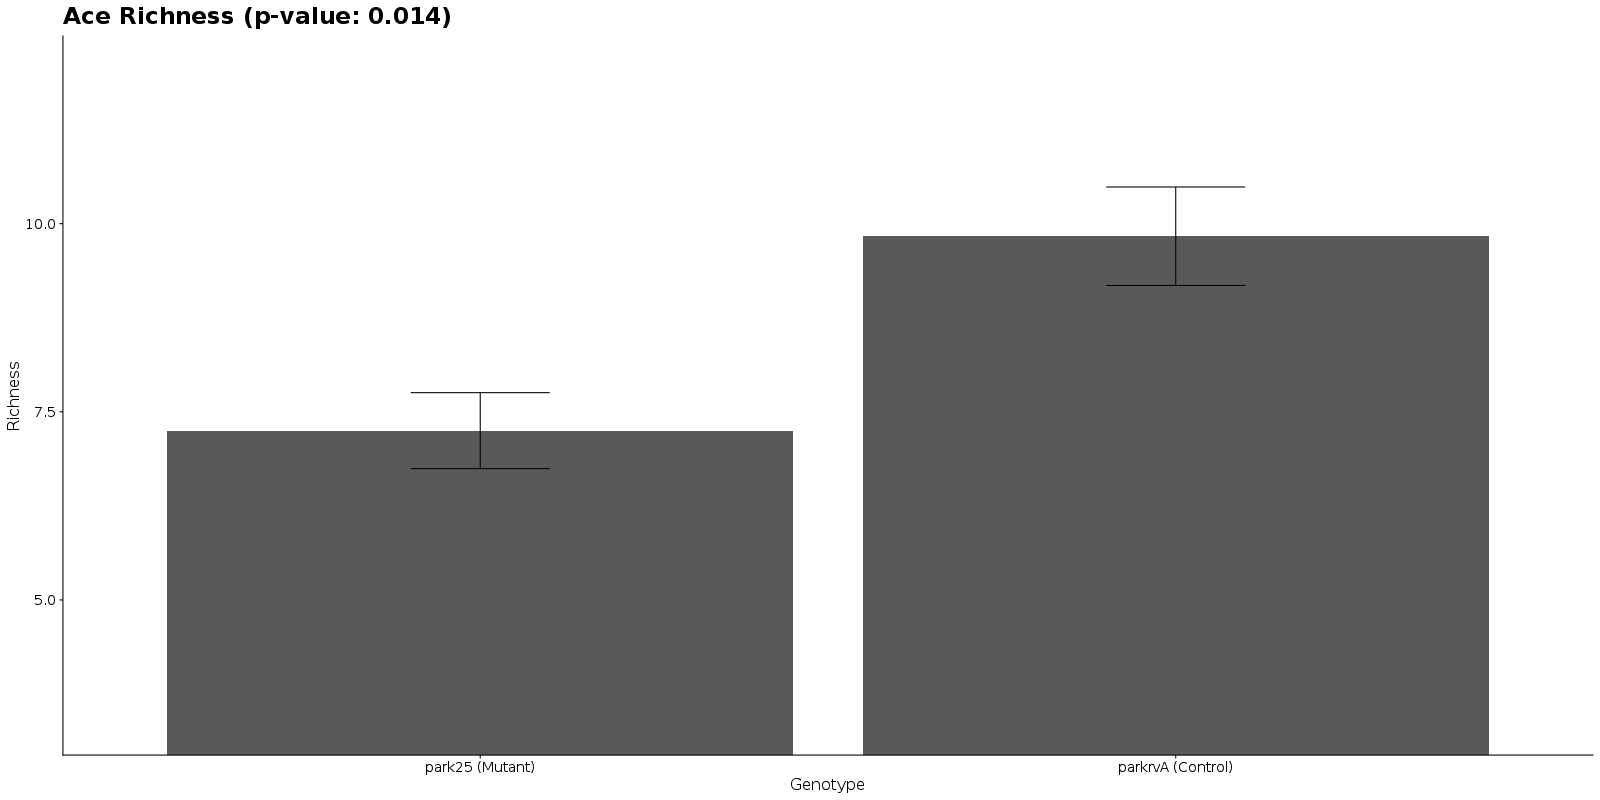 Ace Richness (p-value: 0.014)
Richness
10.0
7.5
5.0
park25 (Mutant)
parkrvA (Control)
Genotype